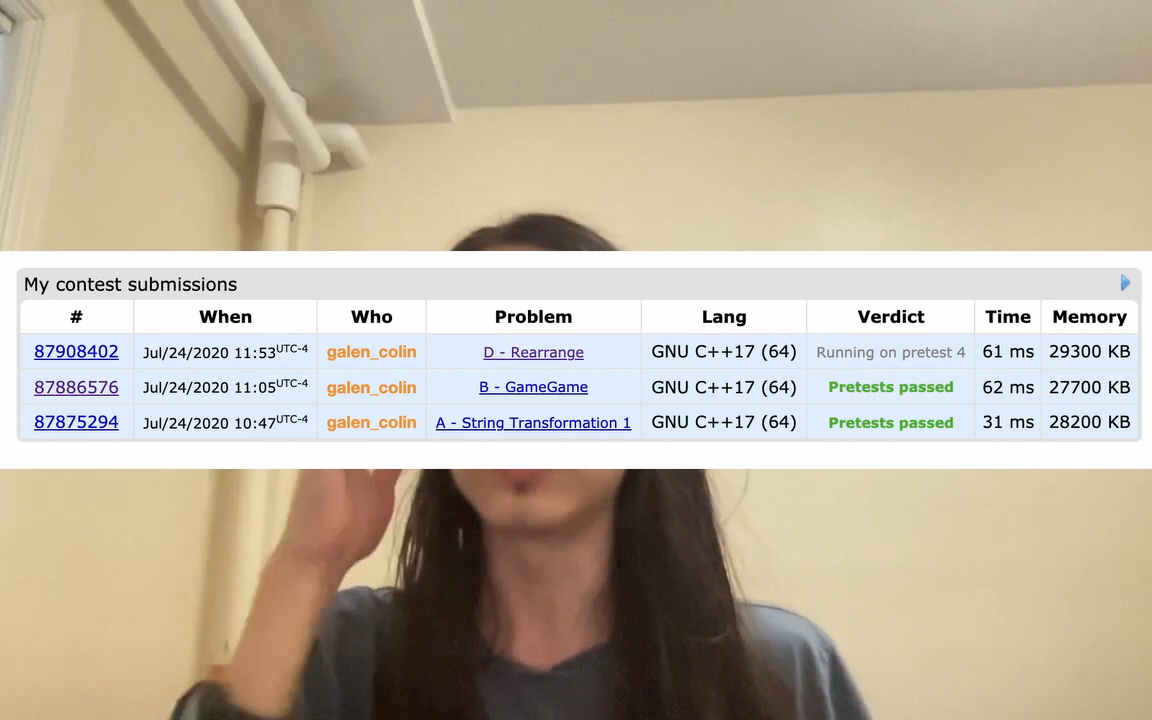 My contest submissions
# When Who Problem Lang Verdict Time Memory
87908402 Jul/24/2020 11:53UTC-4 galen_colin D - Rearrange GNU C++17 (64) Running on pretest 4 61 ms 29300 KB
87886576 Jul/24/2020 11:05UTC-4 galen_colin B - GameGame GNU C++17 (64) Pretests passed 62 ms 27700 KB
87875294 Jul/24/2020 10:47UTC-4 galen_colin A - String Transformation 1 GNU C++17 (64) Pretests passed 31 ms 28200 KB